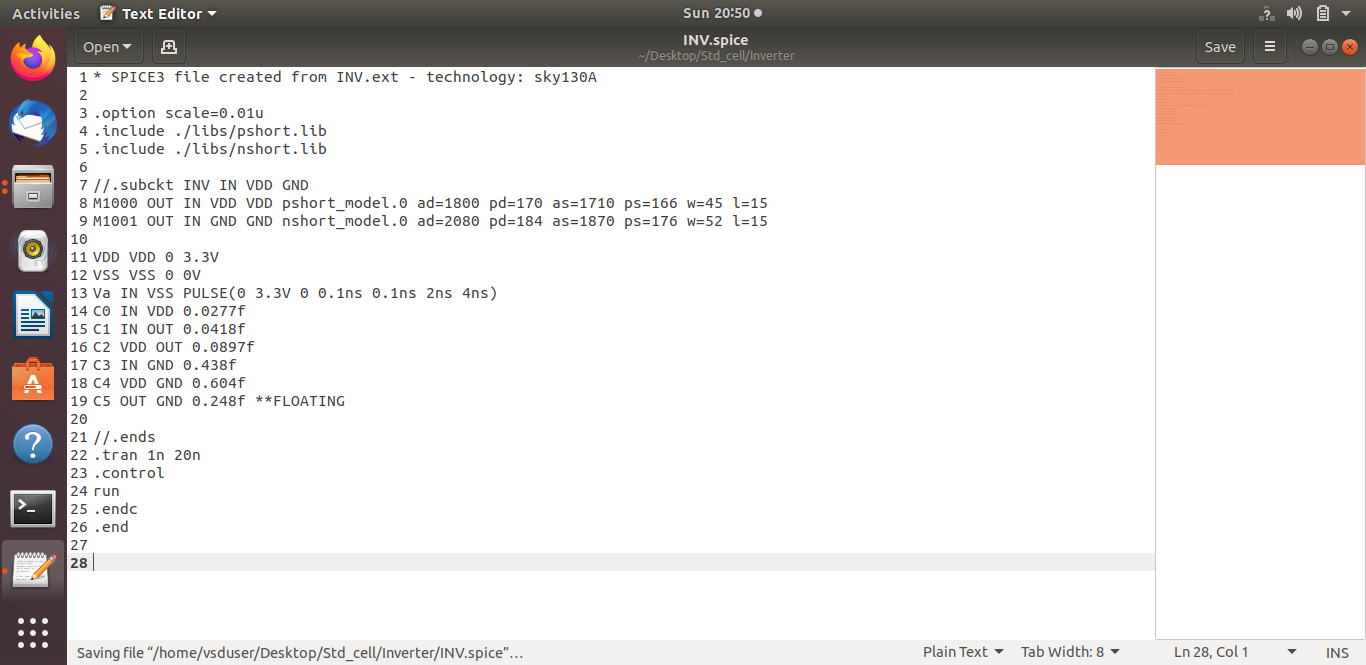 Activities Text Editor Sun 20:50
Open INV.spice Save
~/Desktop/Std_cell/Inverter
1 * SPICE3 file created from INV.ext - technology: sky130A
2
3 .option scale=0.01u
4 .include ./libs/pshort.lib
5 .include ./libs/nshort.lib
6
7 //.subckt INV IN VDD GND
8 M1000 OUT IN VDD VDD pshort_model.0 ad=1800 pd=170 as=1710 ps=166 w=45 l=15
9 M1001 OUT IN GND GND nshort_model.0 ad=2080 pd=184 as=1870 ps=176 w=52 l=15
10
11 VDD VDD 0 3.3V
12 VSS VSS 0 0V
13 Va IN VSS PULSE(0 3.3V 0 0.1ns 0.1ns 2ns 4ns)
14 C0 IN VDD 0.0277f
15 C1 IN OUT 0.0418f
16 C2 VDD OUT 0.0897f
17 C3 IN GND 0.438f
18 C4 VDD GND 0.604f
19 C5 OUT GND 0.248f **FLOATING
20
21 //.ends
22 .tran 1n 20n
23 .control
24 run
25 .endc
26 .end
27
28
Saving file “/home/vsduser/Desktop/Std_cell/Inverter/INV.spice”… Plain Text Tab Width: 8 Ln 28, Col 1 INS